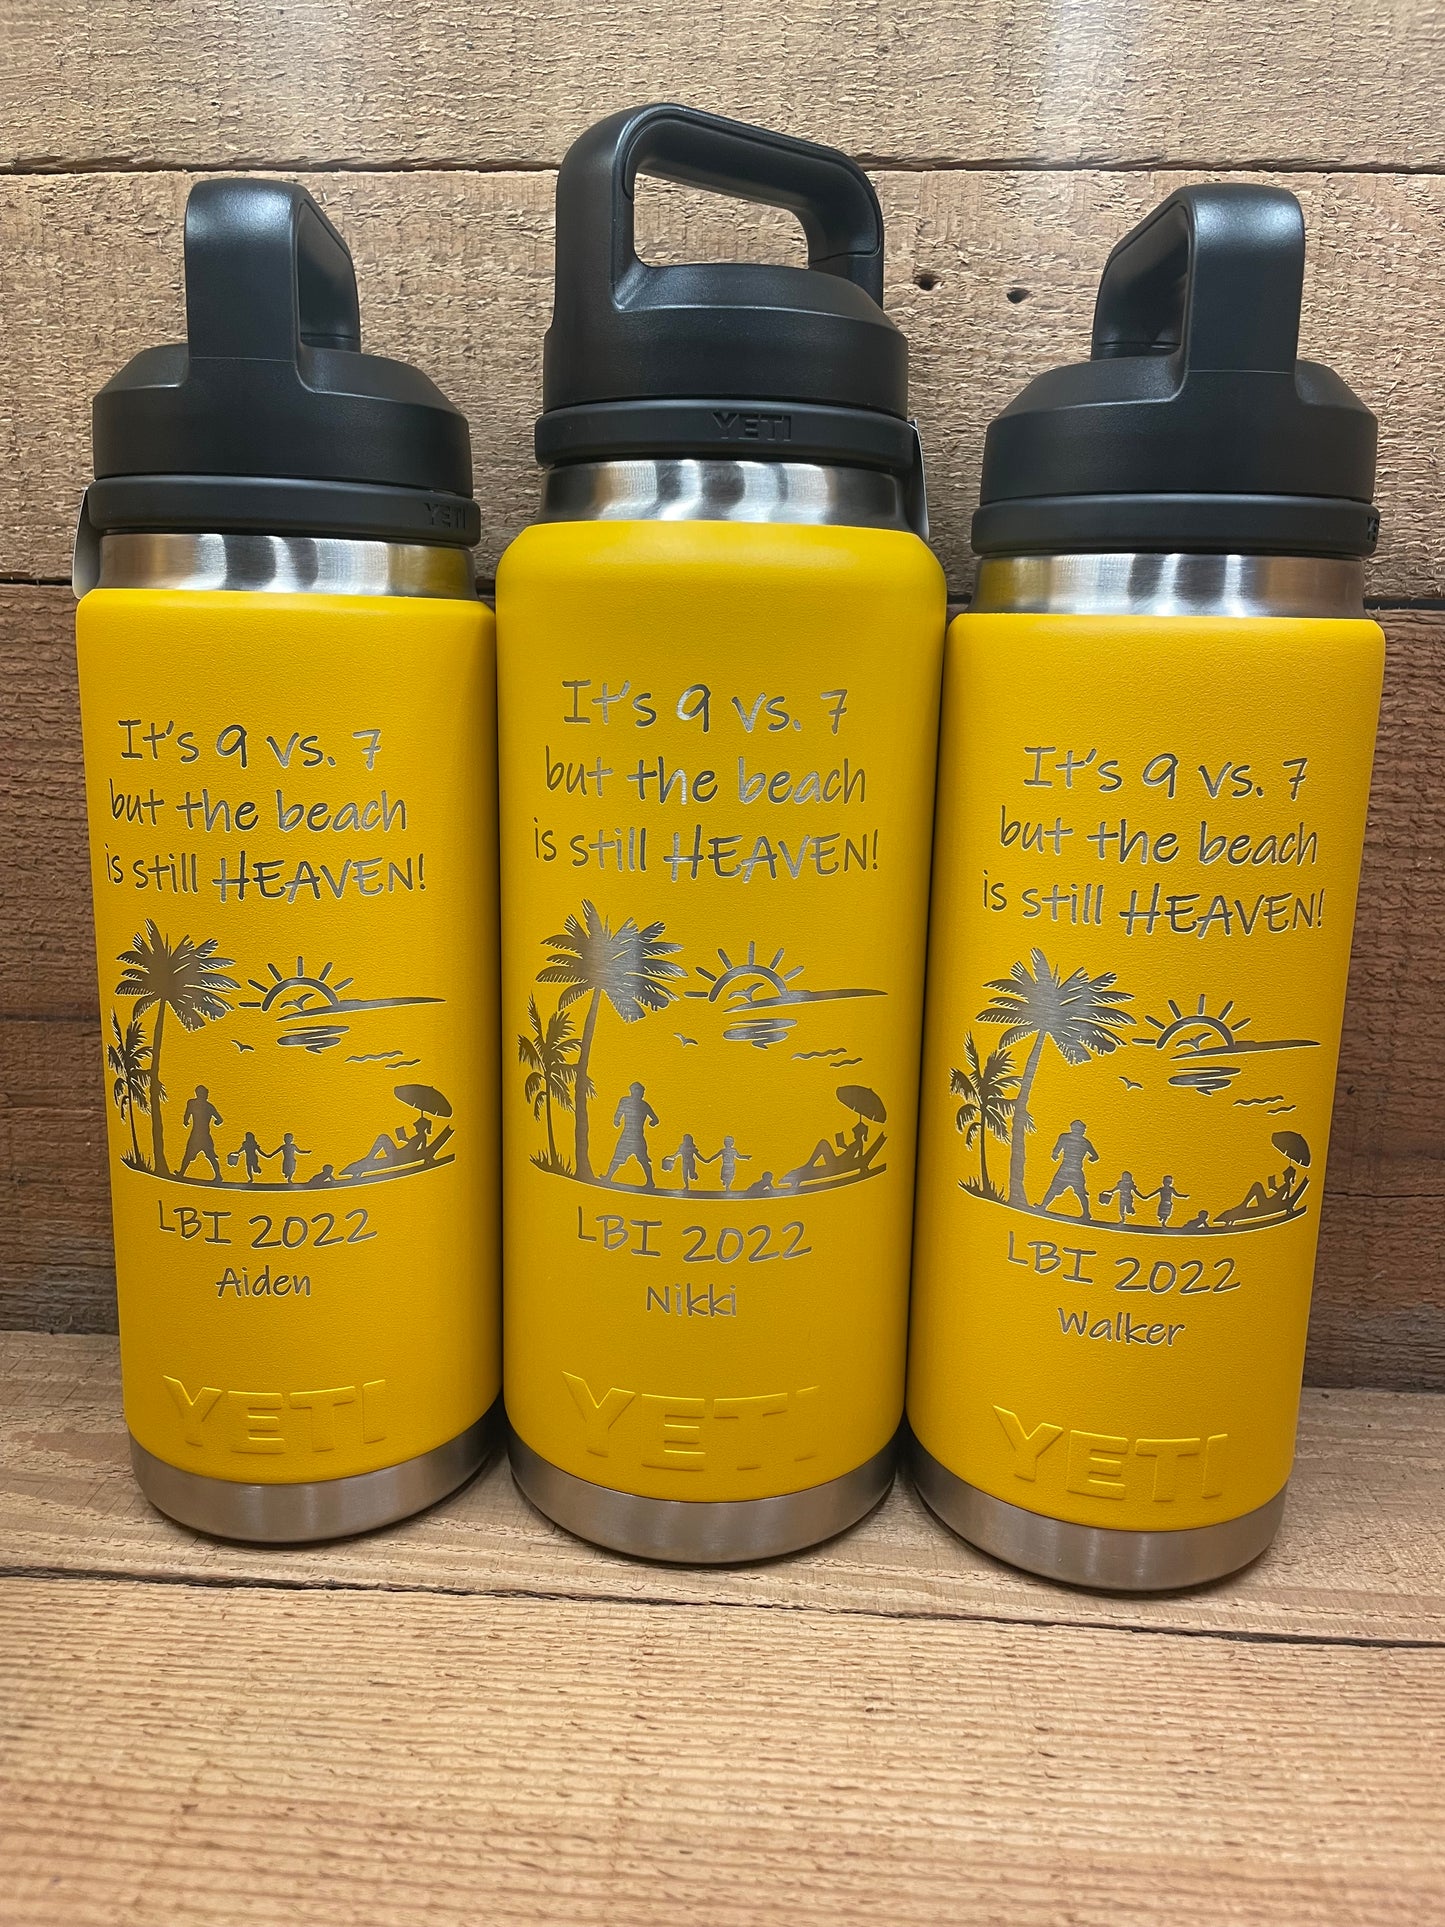 YETI
It's 9 vs. 7
but the beach
is still HEAVEN!
LBI 2022
Aiden
YETI
YETI
It's 9 vs. 7
but the beach
is still HEAVEN!
LBI 2022
Nikki
YETI
YETI
It's 9 vs. 7
but the beach
is still HEAVEN!
LBI 2022
Walker
YETI